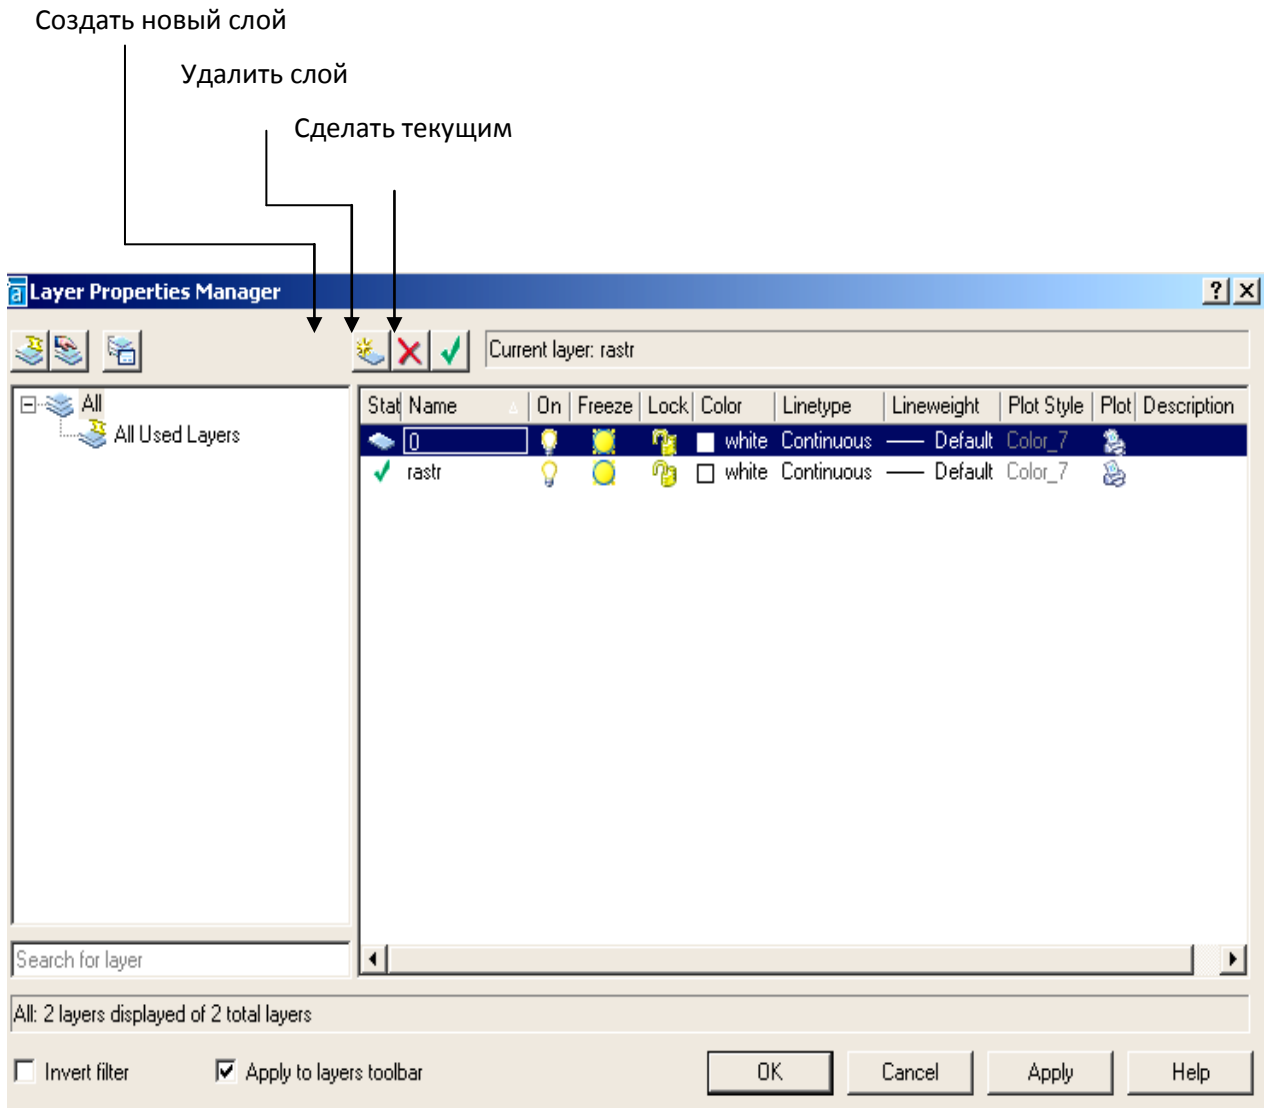 Создать новый слой
Удалить слой
Сделать текущим
Layer Properties Manager
Current layer: rastr
All
All Used Layers
Stat Name On Freeze Lock Color Linetype Lineweight Plot Style Plot Description
0 white Continuous Default Color_7
rastr white Continuous Default Color_7
Search for layer
All: 2 layers displayed of 2 total layers
Invert filter Apply to layers toolbar OK Cancel Apply Help